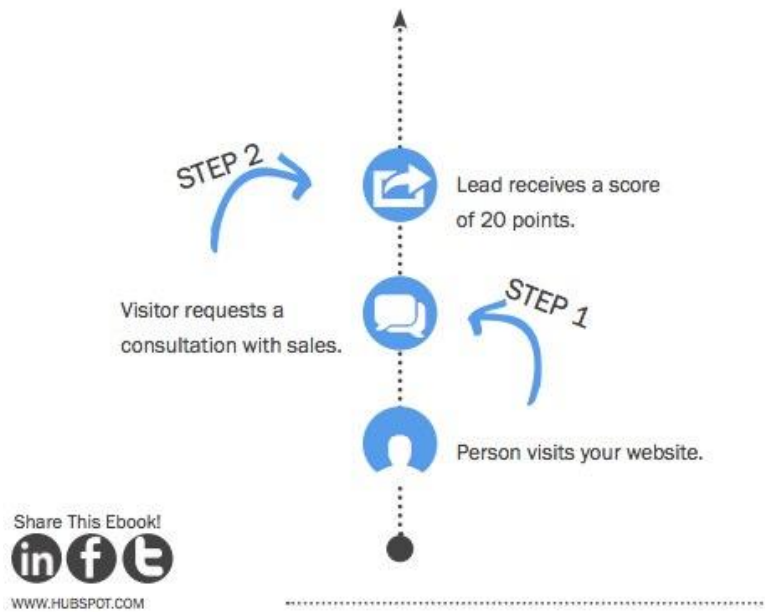 STEP 2
Lead receives a score
of 20 points.
STEP 1
Visitor requests a
consultation with sales.
Person visits your website.
Share This Ebook!
in f t
WWW.HUBSPOT.COM